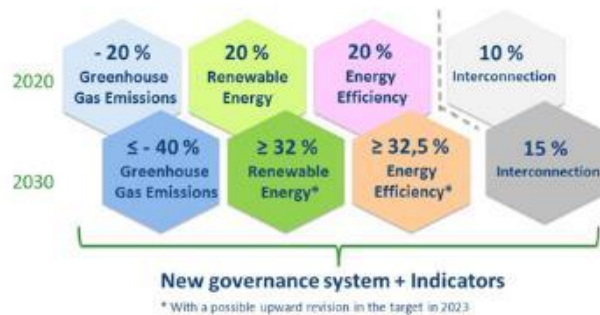 2020
- 20 %
Greenhouse
Gas Emissions
20 %
Renewable
Energy
20 %
Energy
Efficiency
10 %
Interconnection
2030
≤ - 40 %
Greenhouse
Gas Emissions
≥ 32 %
Renewable
Energy*
≥ 32,5 %
Energy
Efficiency*
15 %
Interconnection
New governance system + Indicators
* With a possible upward revision in the target in 2023